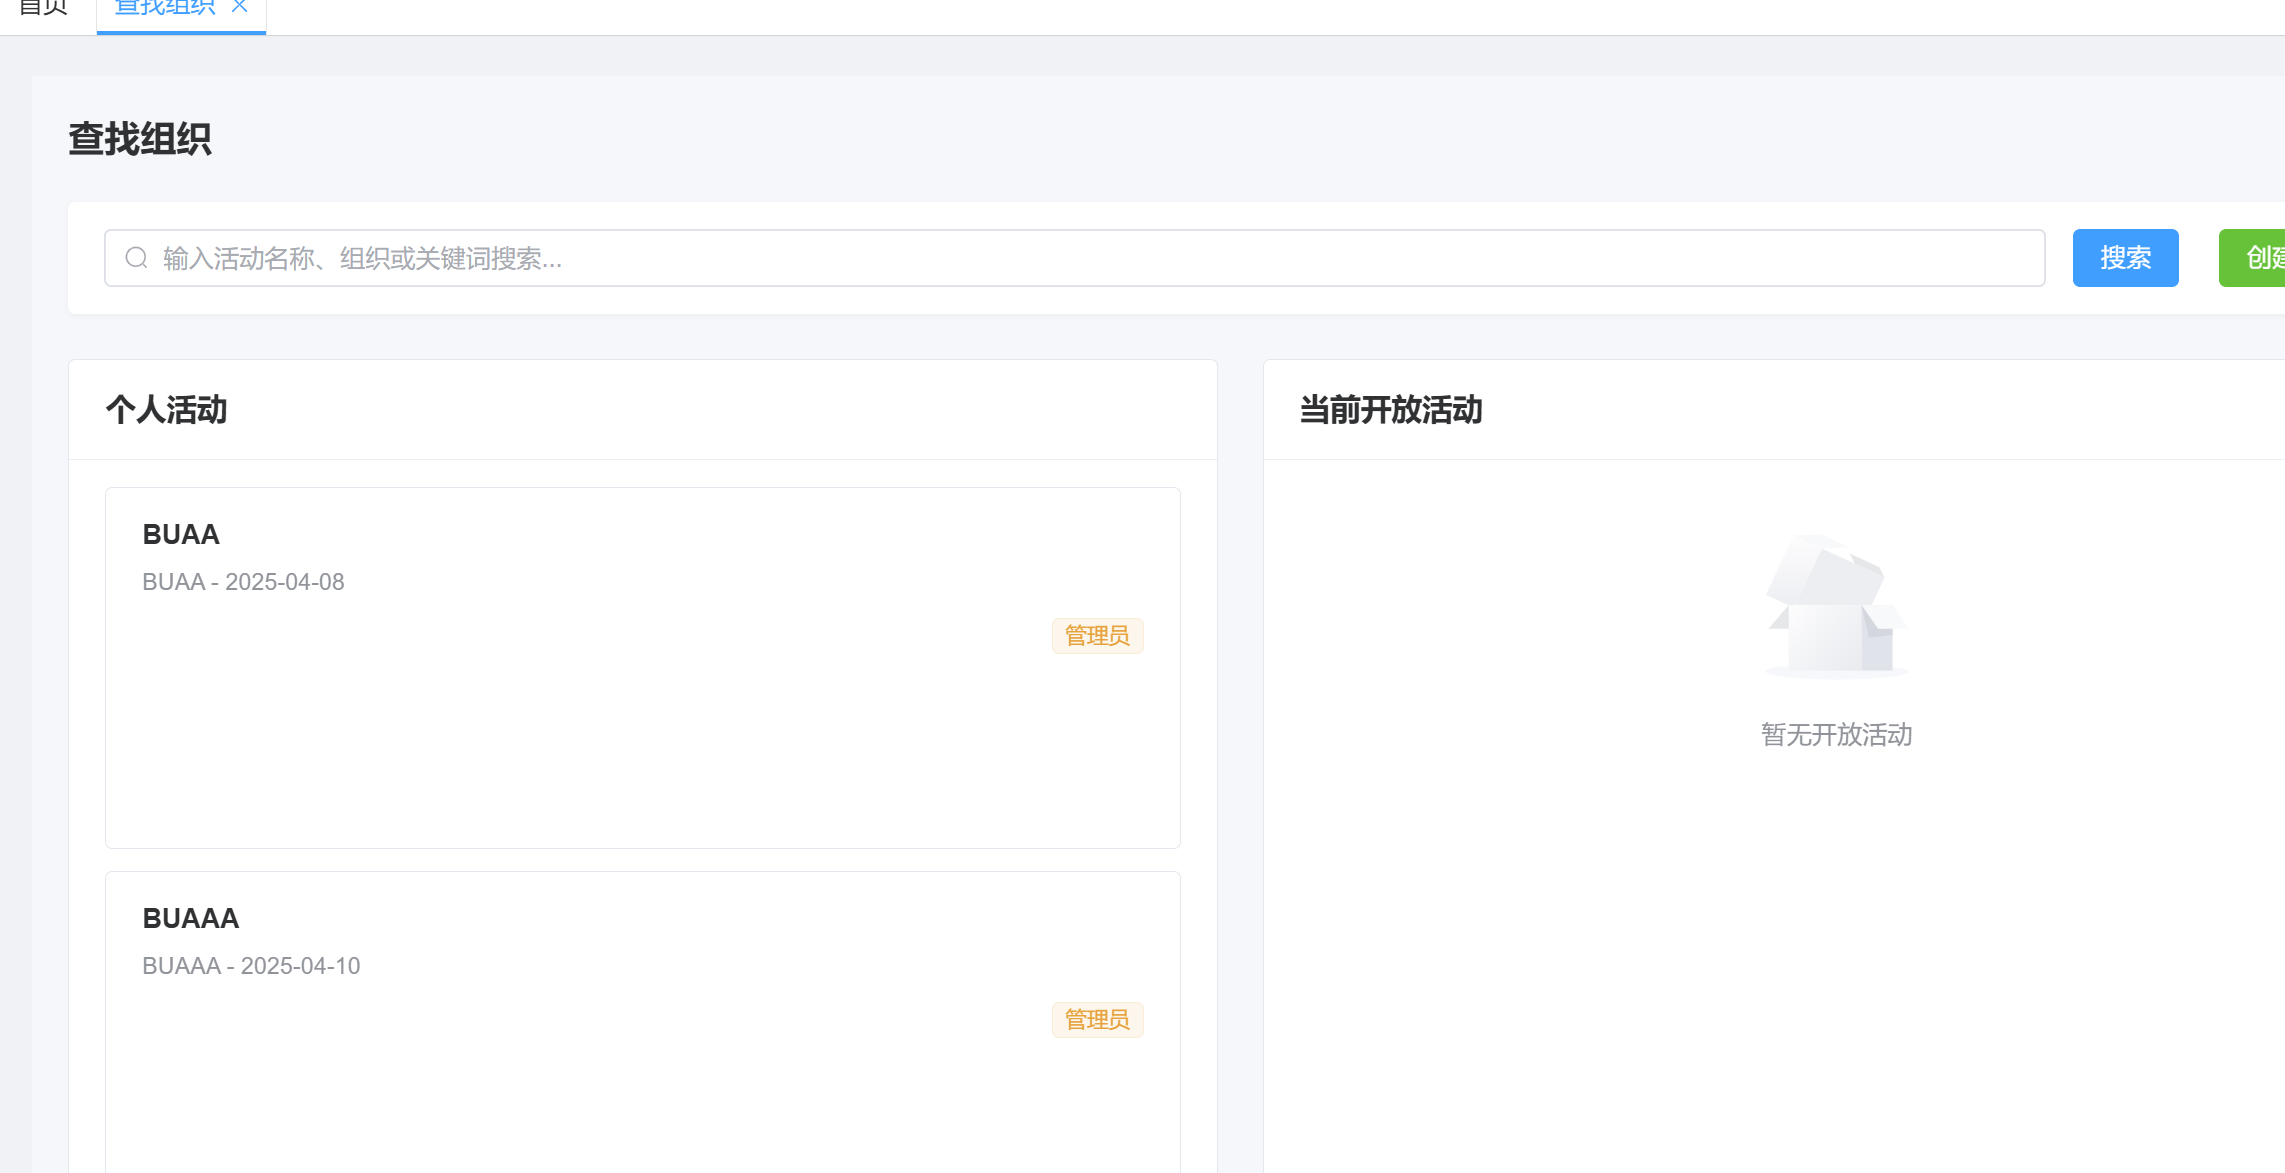 首页
查找组织
查找组织
输入活动名称、组织或关键词搜索...
搜索
创建
个人活动
BUAA
BUAA - 2025-04-08
管理员
BUAAA
BUAAA - 2025-04-10
管理员
当前开放活动
暂无开放活动